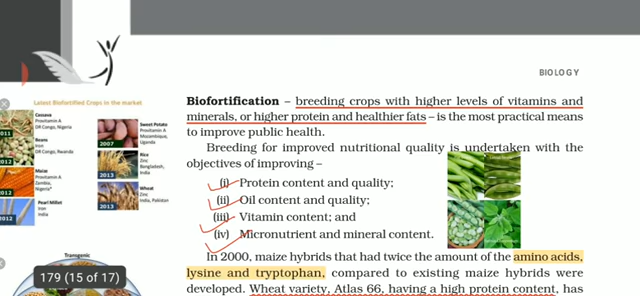 BIOLOGY
Latest Biofortified Crops in the market
Cassava
Provitamin A
DR Congo, Nigeria
2011
Beans
Iron
DR Congo, Rwanda
2012
Maize
Provitamin A
Zambia,
Nigeria*
2012
Pearl Millet
Iron
India
2012
Sweet Potato
Provitamin A
Mozambique,
Uganda
2007
Rice
Zinc
Bangladesh,
India
2013
Wheat
Zinc
India, Pakistan
2013
Transgenic
179 (15 of 17)
Biofortification – breeding crops with higher levels of vitamins and
minerals, or higher protein and healthier fats – is the most practical means
to improve public health.
Breeding for improved nutritional quality is undertaken with the
objectives of improving –
(i) Protein content and quality;
(ii) Oil content and quality;
(iii) Vitamin content; and
(iv) Micronutrient and mineral content.
In 2000, maize hybrids that had twice the amount of the amino acids,
lysine and tryptophan, compared to existing maize hybrids were
developed. Wheat variety, Atlas 66, having a high protein content, has